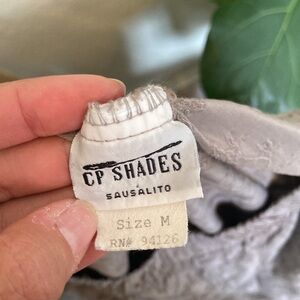 CP SHADES
SAUSALITO
Size M
RN# 94126